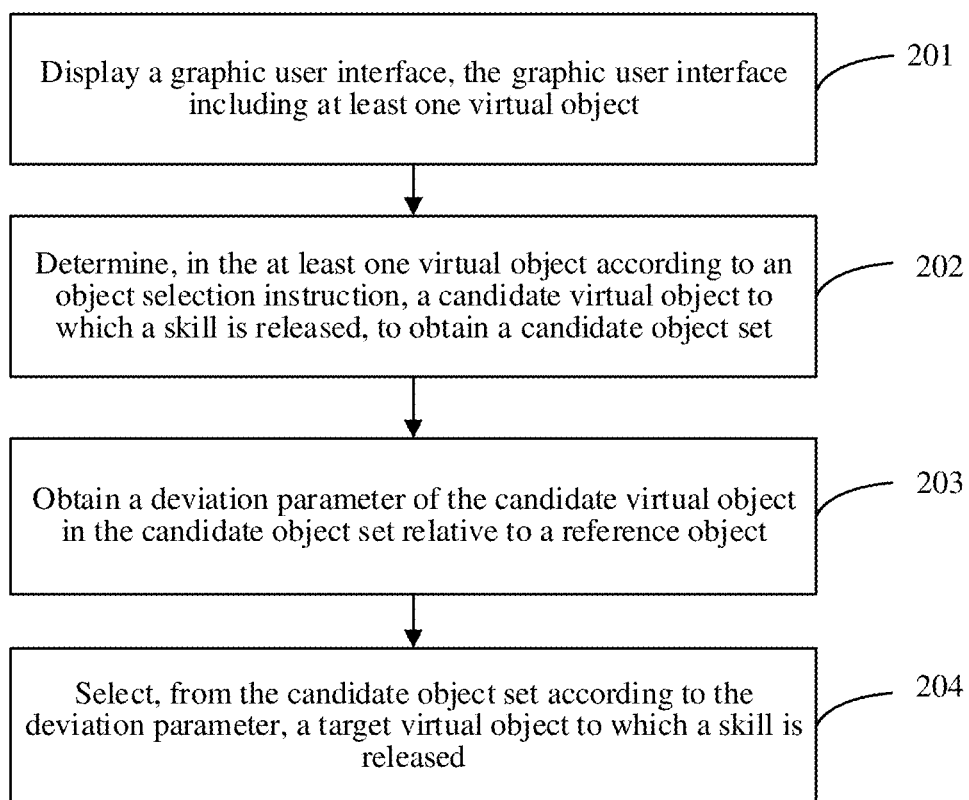 Display a graphic user interface, the graphic user interface
including at least one virtual object
201
Determine, in the at least one virtual object according to an
object selection instruction, a candidate virtual object to
which a skill is released, to obtain a candidate object set
202
Obtain a deviation parameter of the candidate virtual object
in the candidate object set relative to a reference object
203
Select, from the candidate object set according to the
deviation parameter, a target virtual object to which a skill is
released
204